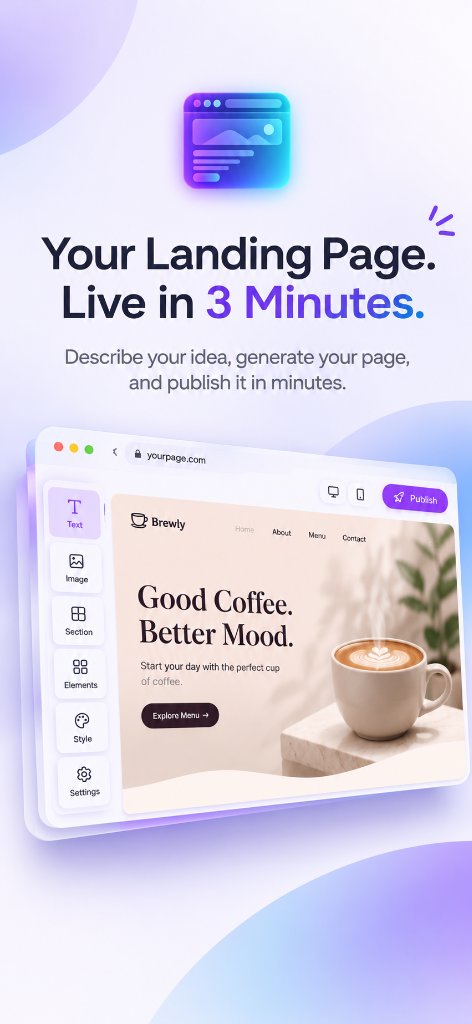 Your Landing Page.
Live in 3 Minutes.
Describe your idea, generate your page,
and publish it in minutes.
yourpage.com
Publish
Text
Image
Section
Elements
Style
Settings
Brewly
Home About Menu Contact
Good Coffee.
Better Mood.
Start your day with the perfect cup
of coffee.
Explore Menu →